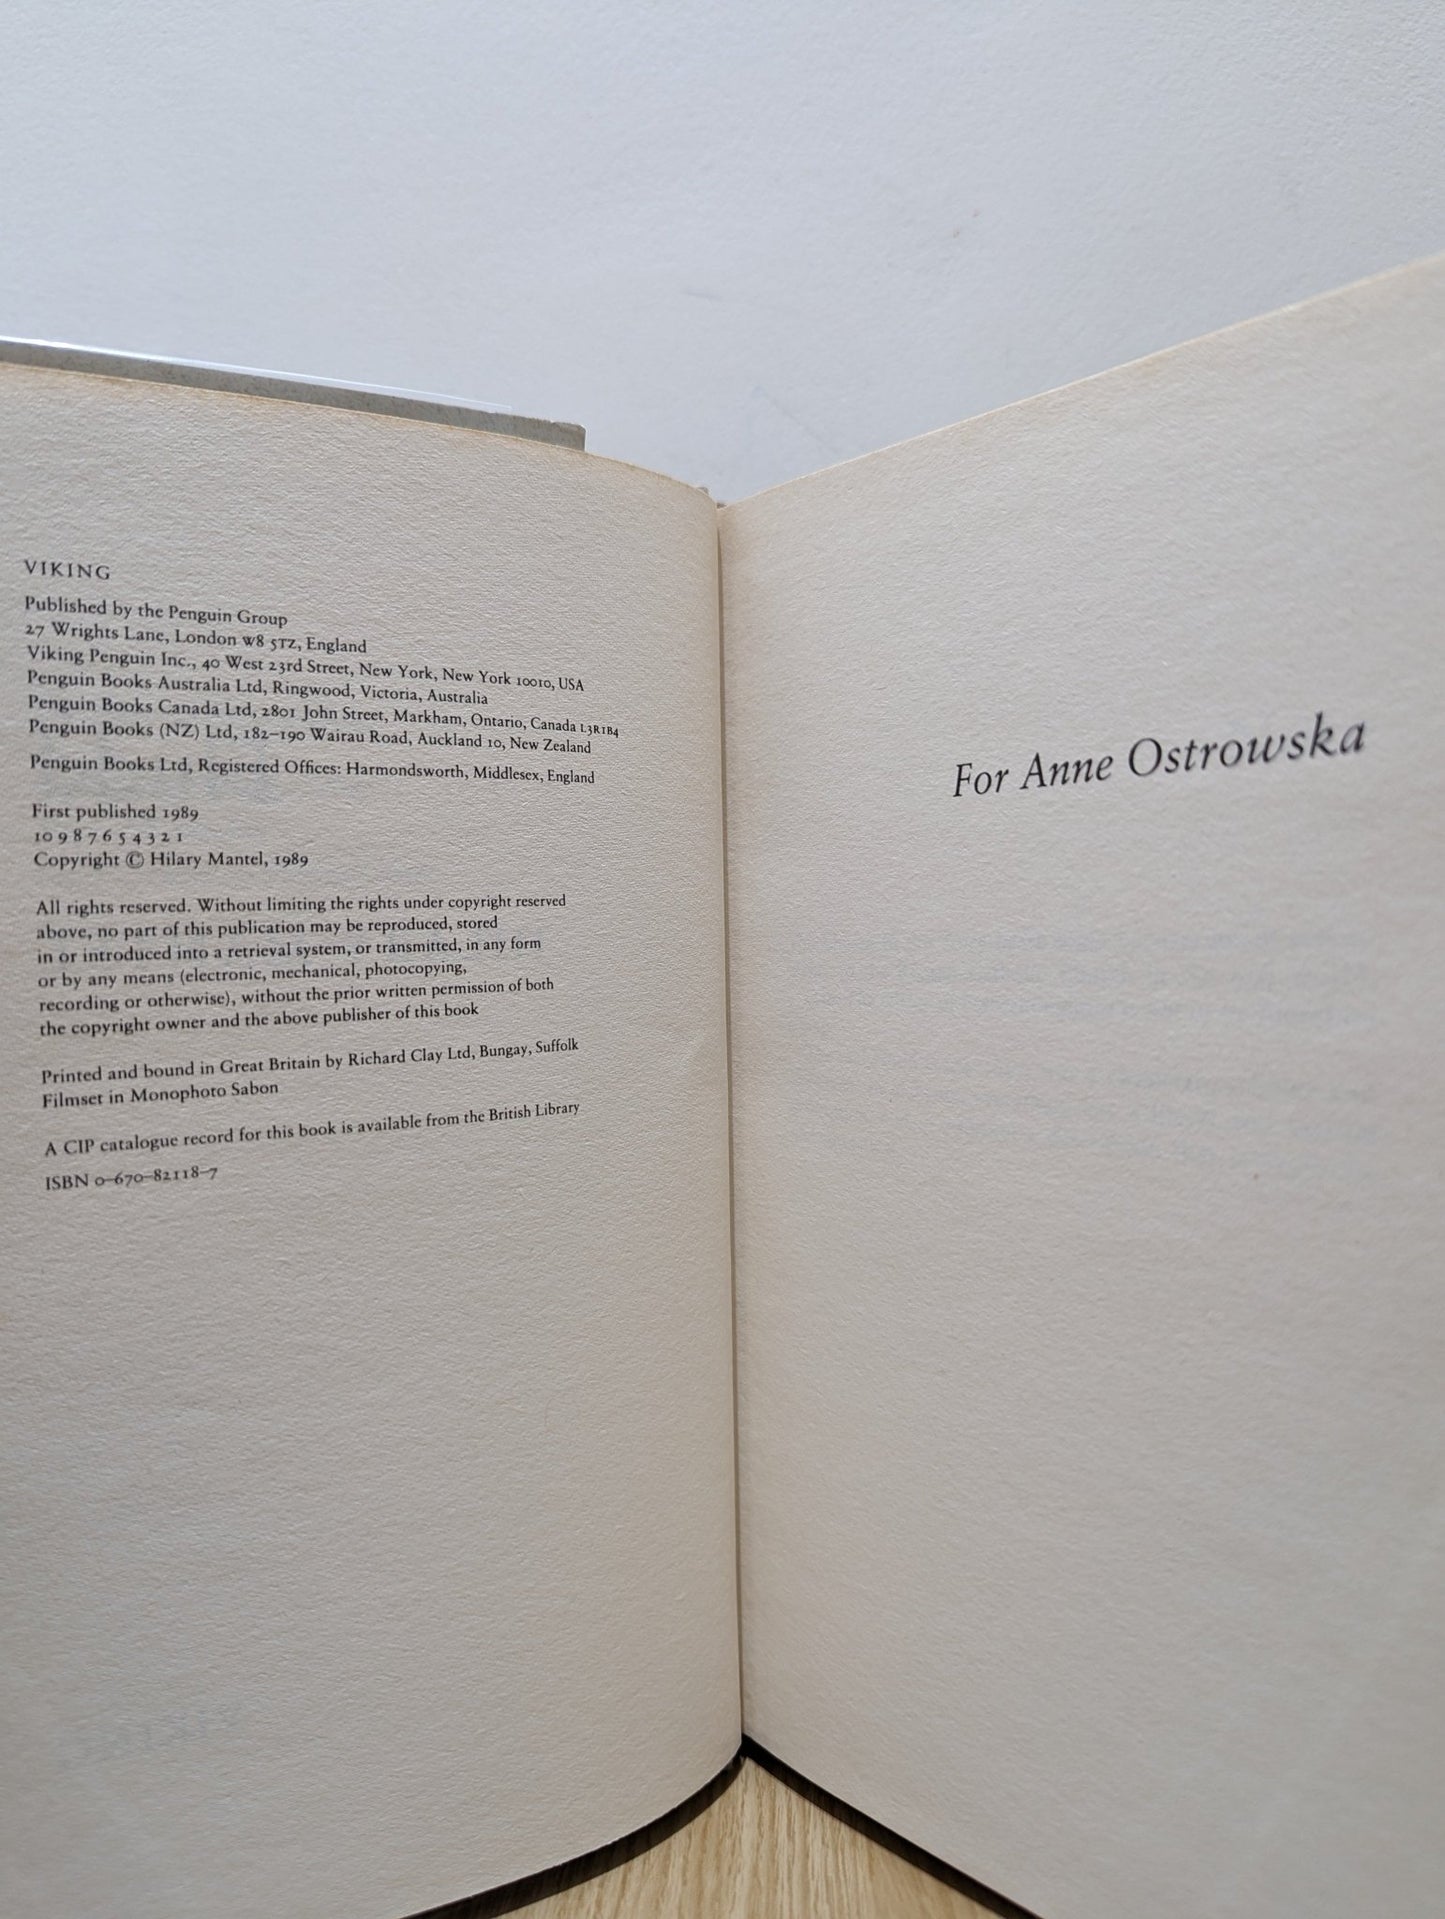 VIKING
Published by the Penguin Group
27 Wrights Lane, London W8 5TZ, England
Viking Penguin Inc., 40 West 23rd Street, New York, New York 10010, USA
Penguin Books Australia Ltd, Ringwood, Victoria, Australia
Penguin Books Canada Ltd, 2801 John Street, Markham, Ontario, Canada L3R1B4
Penguin Books (NZ) Ltd, 182–190 Wairau Road, Auckland 10, New Zealand
Penguin Books Ltd, Registered Offices: Harmondsworth, Middlesex, England
First published 1989
10 9 8 7 6 5 4 3 2 1
Copyright © Hilary Mantel, 1989
All rights reserved. Without limiting the rights under copyright reserved
above, no part of this publication may be reproduced, stored
in or introduced into a retrieval system, or transmitted, in any form
or by any means (electronic, mechanical, photocopying,
recording or otherwise), without the prior written permission of both
the copyright owner and the above publisher of this book
Printed and bound in Great Britain by Richard Clay Ltd, Bungay, Suffolk
Filmset in Monophoto Sabon
A CIP catalogue record for this book is available from the British Library
ISBN 0–670–82118–7
For Anne Ostrowska